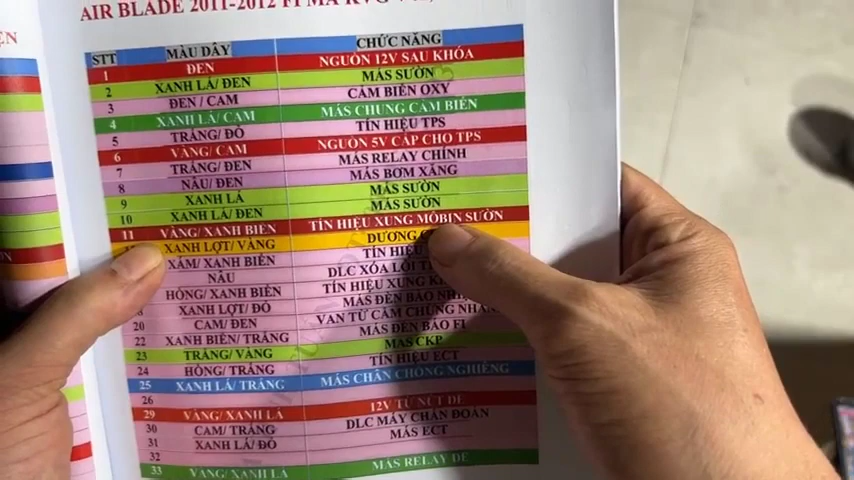 AIR BLADE 2011-2012 FI MÃ KVG
STT MÀU DÂY CHỨC NĂNG
1 ĐEN NGUỒN 12V SAU KHÓA
2 XANH LÁ/ ĐEN MÁS SƯỜN
3 ĐEN / CAM CẢM BIẾN OXY
4 XANH LÁ/ CAM MÁS CHUNG CẢM BIẾN
5 TRẮNG/ ĐỎ TÍN HIỆU TPS
6 VÀNG/ CAM NGUỒN 5V CẤP CHO TPS
7 TRẮNG/ ĐEN MÁS RELAY CHÍNH
8 NÂU/ ĐEN MÁS BƠM XĂNG
9 XANH LÁ MÁS SƯỜN
10 XANH LÁ/ ĐEN MÁS SƯỜN
11 VÀNG/ XANH BIỂN TÍN HIỆU XUNG MÔBIN SƯỜN
XANH LỢT/ VÀNG DƯƠNG
XÁM/ XANH BIỂN TÍN HIỆU
NÂU DLC XÓA LỖI
HỒNG/ XANH BIỂN TÍN HIỆU XUNG
XANH LỢT/ ĐỎ MÁS ĐÈN BÁO
20 CAM/ ĐEN VAN TỪ CẦM CHỪNG
22 XANH BIỂN/ TRẮNG MÁS ĐÈN BÁO FI
23 TRẮNG/ VÀNG MÁS CKP
24 HỒNG/ TRẮNG TÍN HIỆU ECT
25 XANH LÁ/ TRẮNG MÁS CHÂN CHỐNG NGHIÊNG
26
29 VÀNG/ XANH LÁ 12V TỪ NÚT ĐỀ
30 CAM/ TRẮNG DLC MÁY CHẨN ĐOÁN
31 XANH LÁ/ ĐỎ MÁS ECT
32
33 VÀNG/ XANH LÁ MÁS RELAY ĐỀ